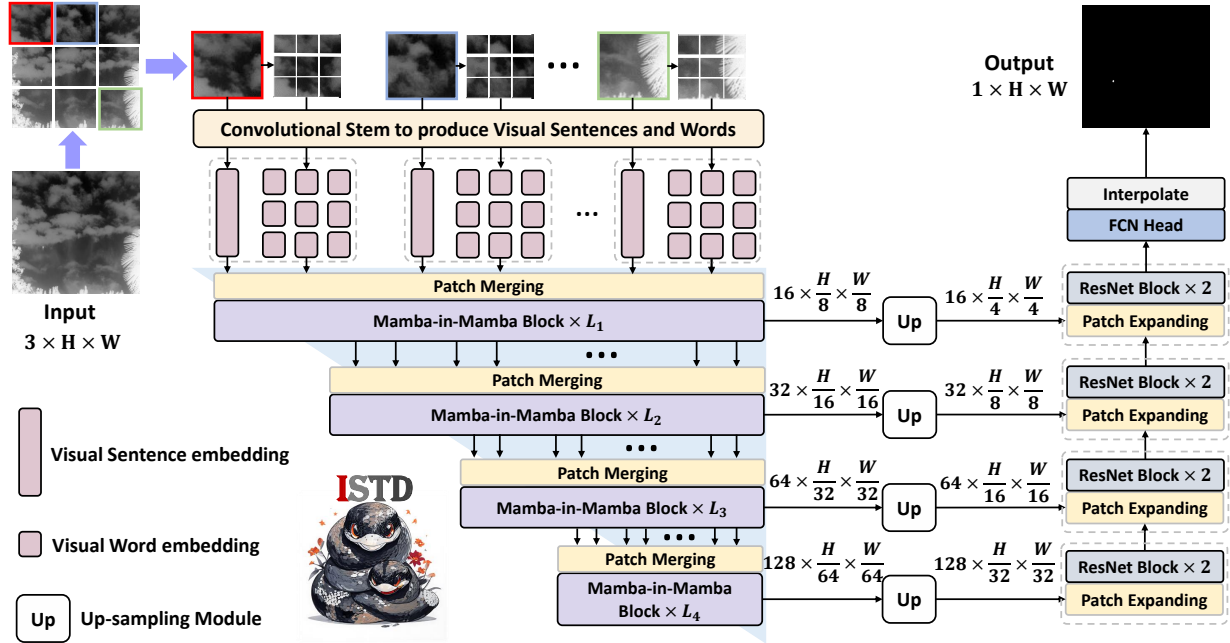 Input
3 × H × W
Convolutional Stem to produce Visual Sentences and Words
...
...
Patch Merging
Mamba-in-Mamba Block × L₁
16 × H/8 × W/8
Up
16 × H/4 × W/4
...
Patch Merging
Mamba-in-Mamba Block × L₂
32 × H/16 × W/16
Up
32 × H/8 × W/8
...
Patch Merging
Mamba-in-Mamba Block × L₃
64 × H/32 × W/32
Up
64 × H/16 × W/16
...
Patch Merging
Mamba-in-Mamba
Block × L₄
128 × H/64 × W/64
Up
128 × H/32 × W/32
Output
1 × H × W
Interpolate
FCN Head
ResNet Block × 2
Patch Expanding
ResNet Block × 2
Patch Expanding
ResNet Block × 2
Patch Expanding
ResNet Block × 2
Patch Expanding
Visual Sentence embedding
Visual Word embedding
Up
Up-sampling Module
ISTD